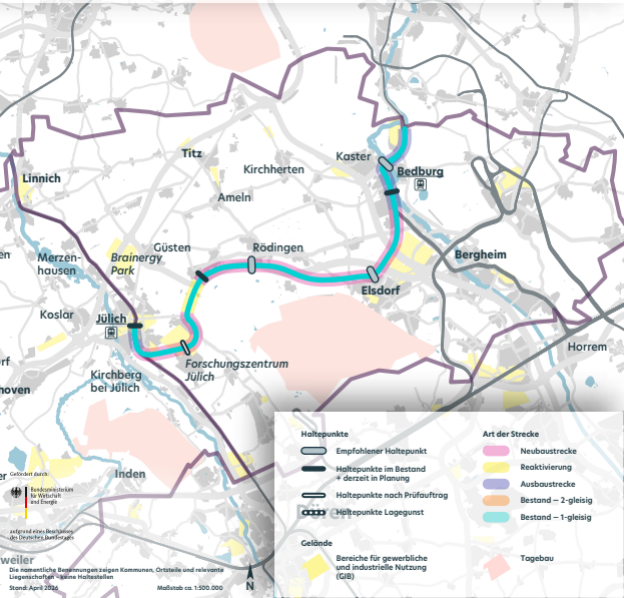 Titz
Kaster
Linnich
Kirchherten
Bedburg
Ameln
Güsten
Rödingen
Merzen-
hausen
Brainergy
Park
Bergheim
Elsdorf
Koslar
Jülich
Horrem
Forschungszentrum
Jülich
Kirchberg
bei Jülich
hoven
Inden
weiler
Gefördert durch:
Bundesministerium
für Wirtschaft
und Energie
aufgrund eines Beschlusses
des Deutschen Bundestages
Die namentliche Benennungen zeigen Kommunen, Ortsteile und relevante
Liegenschaften – keine Haltestellen
Stand: April 2026
Maßstab ca. 1:500.000
N
Haltepunkte
Empfohlener Haltepunkt
Haltepunkte im Bestand
+ derzeit in Planung
Haltepunkte nach Prüfauftrag
Haltepunkte Lagegunst
Art der Strecke
Neubaustrecke
Reaktivierung
Ausbaustrecke
Bestand – 2-gleisig
Bestand – 1-gleisig
Gelände
Bereiche für gewerbliche
und industrielle Nutzung
(GIB)
Tagebau